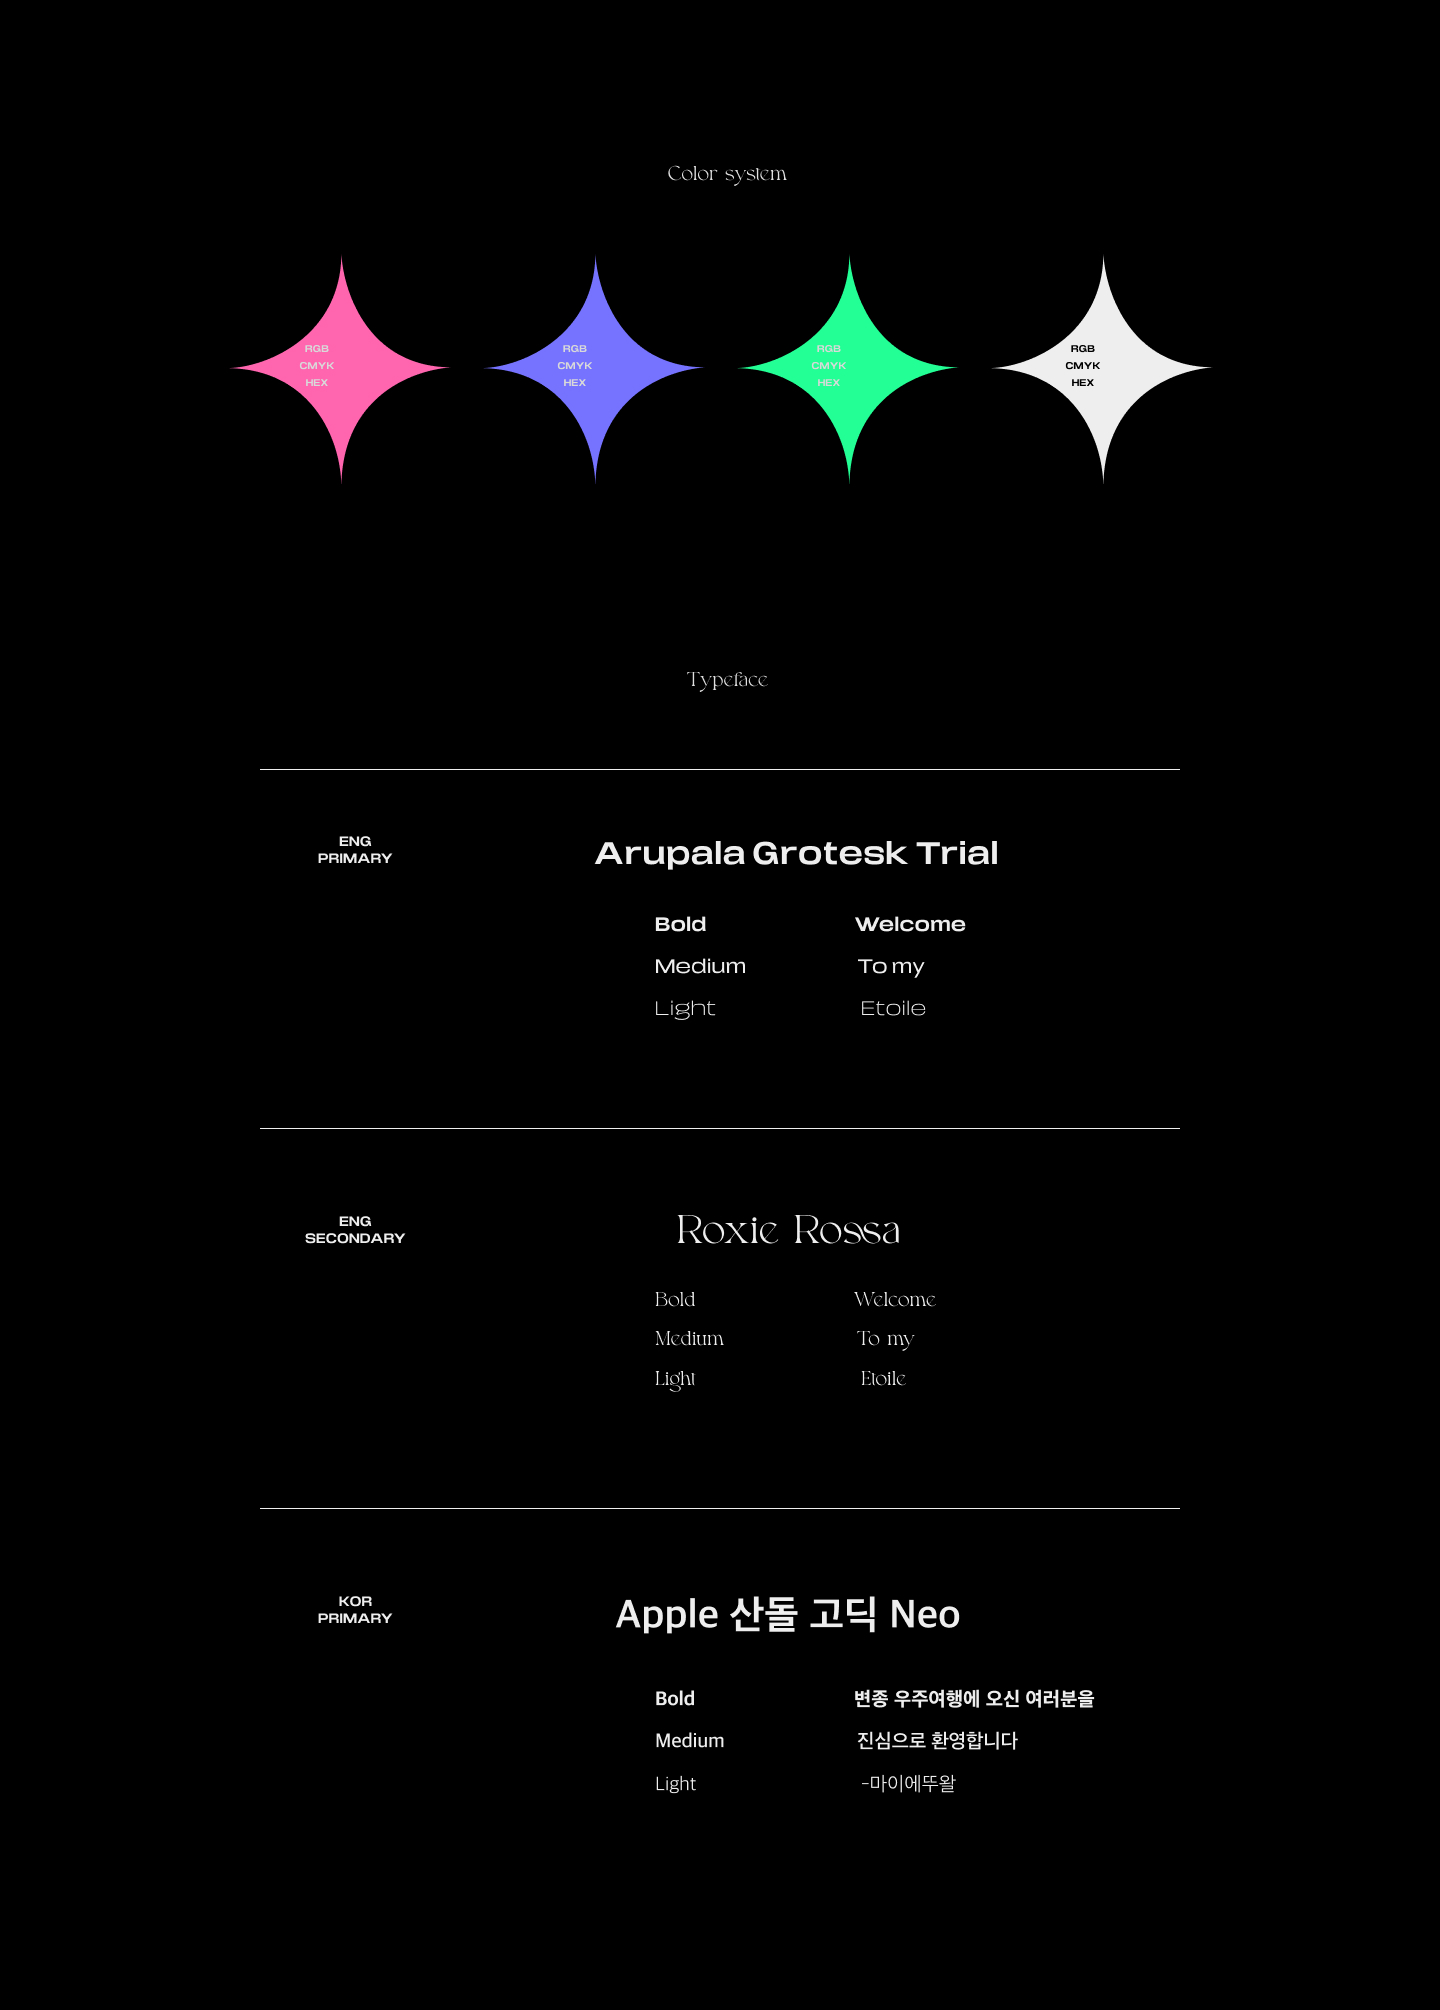 Color system
RGB
CMYK
HEX
RGB
CMYK
HEX
RGB
CMYK
HEX
RGB
CMYK
HEX
Typeface
ENG
PRIMARY
Arupala Grotesk Trial
Bold Welcome
Medium To my
Light Etoile
ENG
SECONDARY
Roxie Rossa
Bold Welcome
Medium To my
Light Etoile
KOR
PRIMARY
Apple 산돌 고딕 Neo
Bold 변종 우주여행에 오신 여러분을
Medium 진심으로 환영합니다
Light -마이에뚜왈